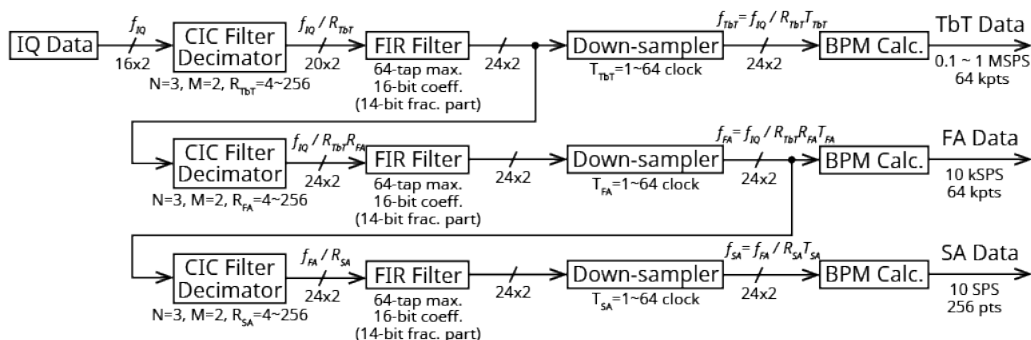 IQ Data
f_IQ
16x2
CIC Filter
Decimator
N=3, M=2, R_TbT=4~256
f_IQ / R_TbT
20x2
FIR Filter
64-tap max.
16-bit coeff.
(14-bit frac. part)
24x2
Down-sampler
T_TbT=1~64 clock
f_TbT= f_IQ / R_TbT T_TbT
24x2
BPM Calc.
TbT Data
0.1 ~ 1 MSPS
64 kpts
CIC Filter
Decimator
N=3, M=2, R_FA=4~256
f_IQ / R_TbT R_FA
24x2
FIR Filter
64-tap max.
16-bit coeff.
(14-bit frac. part)
24x2
Down-sampler
T_FA=1~64 clock
f_FA= f_IQ / R_TbT R_FA T_FA
24x2
BPM Calc.
FA Data
10 kSPS
64 kpts
CIC Filter
Decimator
N=3, M=2, R_SA=4~256
f_FA / R_SA
24x2
FIR Filter
64-tap max.
16-bit coeff.
(14-bit frac. part)
24x2
Down-sampler
T_SA=1~64 clock
f_SA= f_FA / R_SA T_SA
24x2
BPM Calc.
SA Data
10 SPS
256 pts